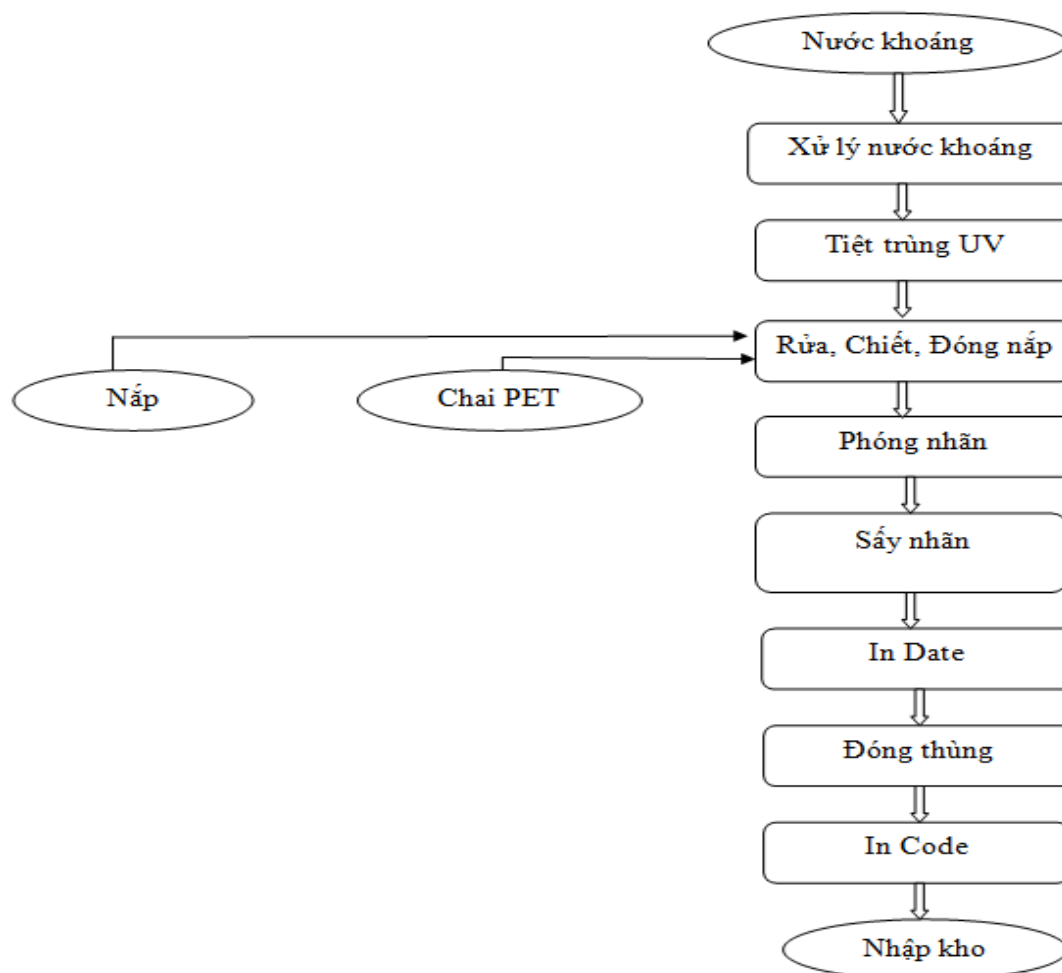 Nước khoáng
Xử lý nước khoáng
Tiệt trùng UV
Rửa, Chiết, Đóng nắp
Nắp
Chai PET
Phóng nhãn
Sấy nhãn
In Date
Đóng thùng
In Code
Nhập kho